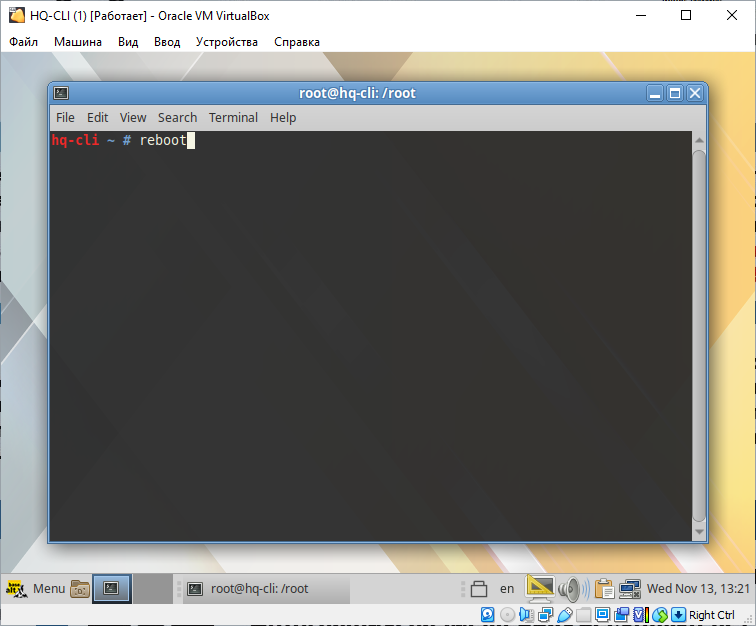 HQ-CLI (1) [Работает] - Oracle VM VirtualBox
Файл Машина Вид Ввод Устройства Справка
root@hq-cli: /root
File Edit View Search Terminal Help
hq-cli ~ # reboot
Menu root@hq-cli: /root en Wed Nov 13, 13:21
Right Ctrl